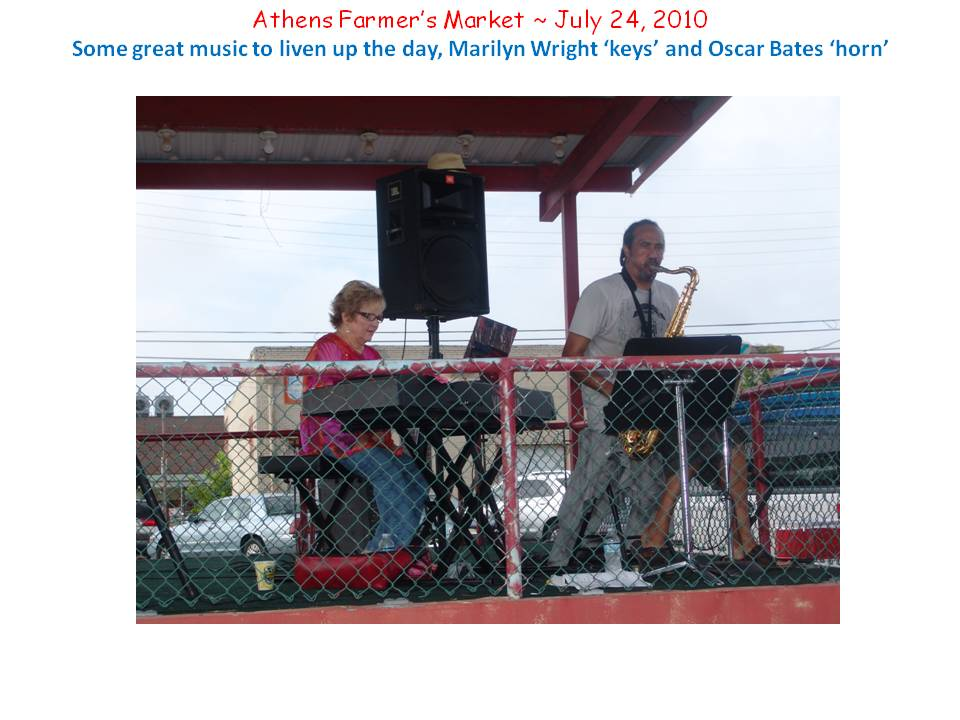 Athens Farmer's Market ~ July 24, 2010
Some great music to liven up the day, Marilyn Wright ‘keys’ and Oscar Bates ‘horn’
JBL